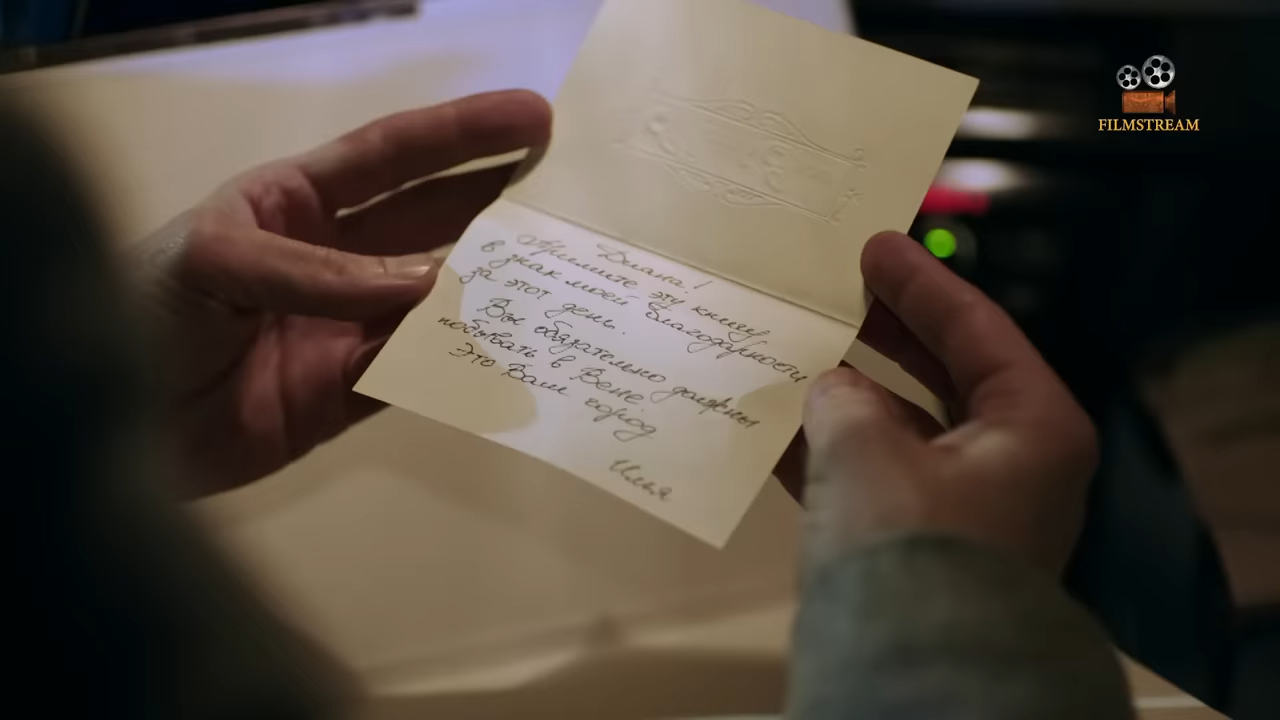 FILMSTREAM
Диана!
Примите эту книгу
в знак моей благодарности
за этот день.
Вы обязательно должны
побывать в Вене.
Это Ваш город
Илья